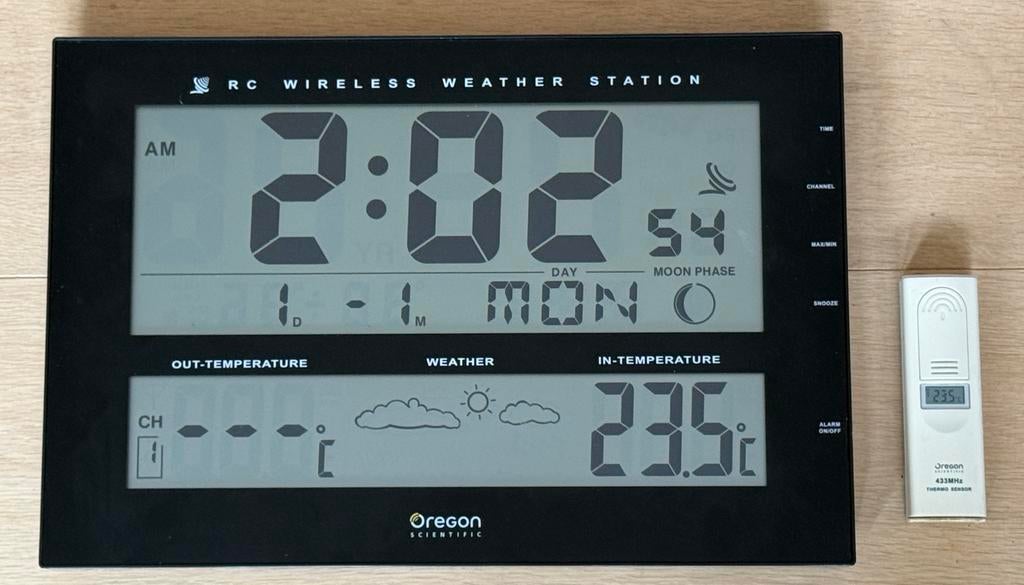 RC WIRELESS WEATHER STATION
AM 2:02 54
DAY MOON PHASE
1D - 1M MON
OUT-TEMPERATURE WEATHER IN-TEMPERATURE
CH 1 ---°C 23.5°C
Oregon
SCIENTIFIC
TIME
CHANNEL
MAX/MIN
SNOOZE
ALARM
ON/OFF
23.5
Oregon
SCIENTIFIC
433MHz
THERMO SENSOR